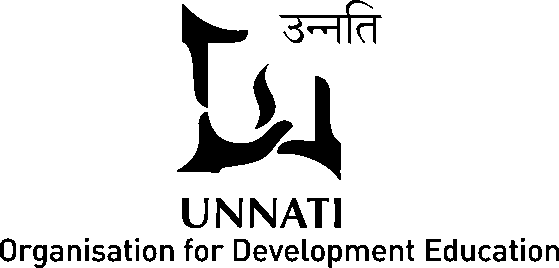 उन्नति
UNNATI
Organisation for Development Education